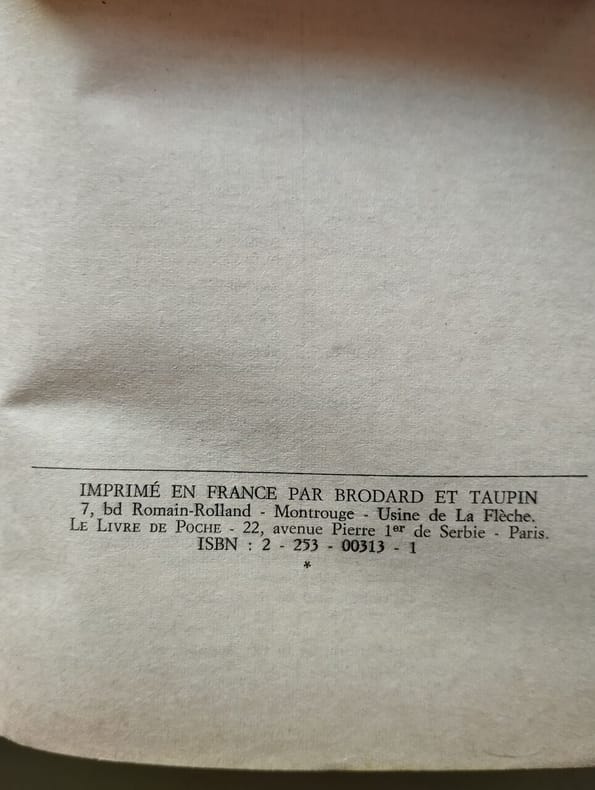 IMPRIMÉ EN FRANCE PAR BRODARD ET TAUPIN
7, bd Romain-Rolland - Montrouge - Usine de La Flèche.
LE LIVRE DE POCHE - 22, avenue Pierre 1er de Serbie - Paris.
ISBN : 2 - 253 - 00313 - 1
*